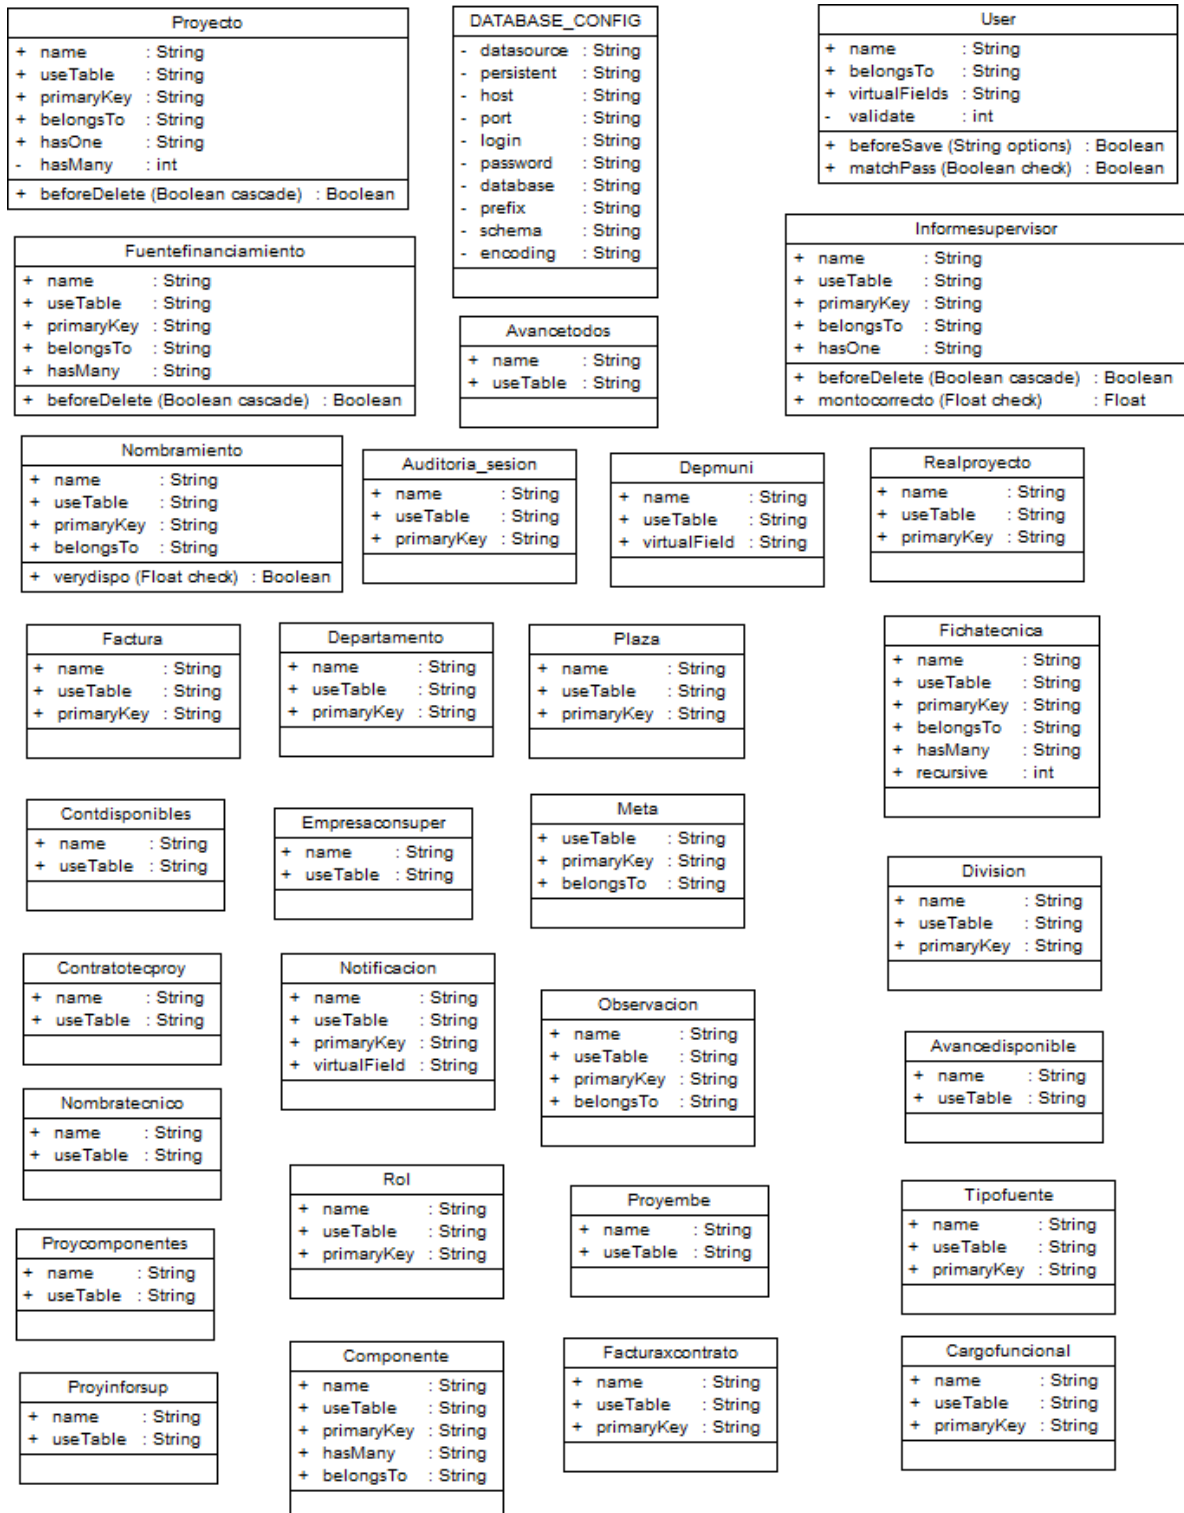 Proyecto
+ name : String
+ useTable : String
+ primaryKey : String
+ belongsTo : String
+ hasOne : String
- hasMany : int
+ beforeDelete (Boolean cascade) : Boolean
DATABASE_CONFIG
- datasource : String
- persistent : String
- host : String
- port : String
- login : String
- password : String
- database : String
- prefix : String
- schema : String
- encoding : String
User
+ name : String
+ belongsTo : String
+ virtualFields : String
- validate : int
+ beforeSave (String options) : Boolean
+ matchPass (Boolean check) : Boolean
Fuentefinanciamiento
+ name : String
+ useTable : String
+ primaryKey : String
+ belongsTo : String
+ hasMany : String
+ beforeDelete (Boolean cascade) : Boolean
Avancetodos
+ name : String
+ useTable : String
Informesupervisor
+ name : String
+ useTable : String
+ primaryKey : String
+ belongsTo : String
+ hasOne : String
+ beforeDelete (Boolean cascade) : Boolean
+ montocorrecto (Float check) : Float
Nombramiento
+ name : String
+ useTable : String
+ primaryKey : String
+ belongsTo : String
+ verydispo (Float check) : Boolean
Auditoria_sesion
+ name : String
+ useTable : String
+ primaryKey : String
Depmuni
+ name : String
+ useTable : String
+ virtualField : String
Realproyecto
+ name : String
+ useTable : String
+ primaryKey : String
Factura
+ name : String
+ useTable : String
+ primaryKey : String
Departamento
+ name : String
+ useTable : String
+ primaryKey : String
Plaza
+ name : String
+ useTable : String
+ primaryKey : String
Fichatecnica
+ name : String
+ useTable : String
+ primaryKey : String
+ belongsTo : String
+ hasMany : String
+ recursive : int
Contdisponibles
+ name : String
+ useTable : String
Empresaconsuper
+ name : String
+ useTable : String
Meta
+ useTable : String
+ primaryKey : String
+ belongsTo : String
Division
+ name : String
+ useTable : String
+ primaryKey : String
Contratotecproy
+ name : String
+ useTable : String
Notificacion
+ name : String
+ useTable : String
+ primaryKey : String
+ virtualField : String
Observacion
+ name : String
+ useTable : String
+ primaryKey : String
+ belongsTo : String
Avancedisponible
+ name : String
+ useTable : String
Nombratecnico
+ name : String
+ useTable : String
Rol
+ name : String
+ useTable : String
+ primaryKey : String
Proyembe
+ name : String
+ useTable : String
Tipofuente
+ name : String
+ useTable : String
+ primaryKey : String
Proycomponentes
+ name : String
+ useTable : String
Componente
+ name : String
+ useTable : String
+ primaryKey : String
+ hasMany : String
+ belongsTo : String
Facturaxcontrato
+ name : String
+ useTable : String
+ primaryKey : String
Cargofuncional
+ name : String
+ useTable : String
+ primaryKey : String
Proyinforsup
+ name : String
+ useTable : String